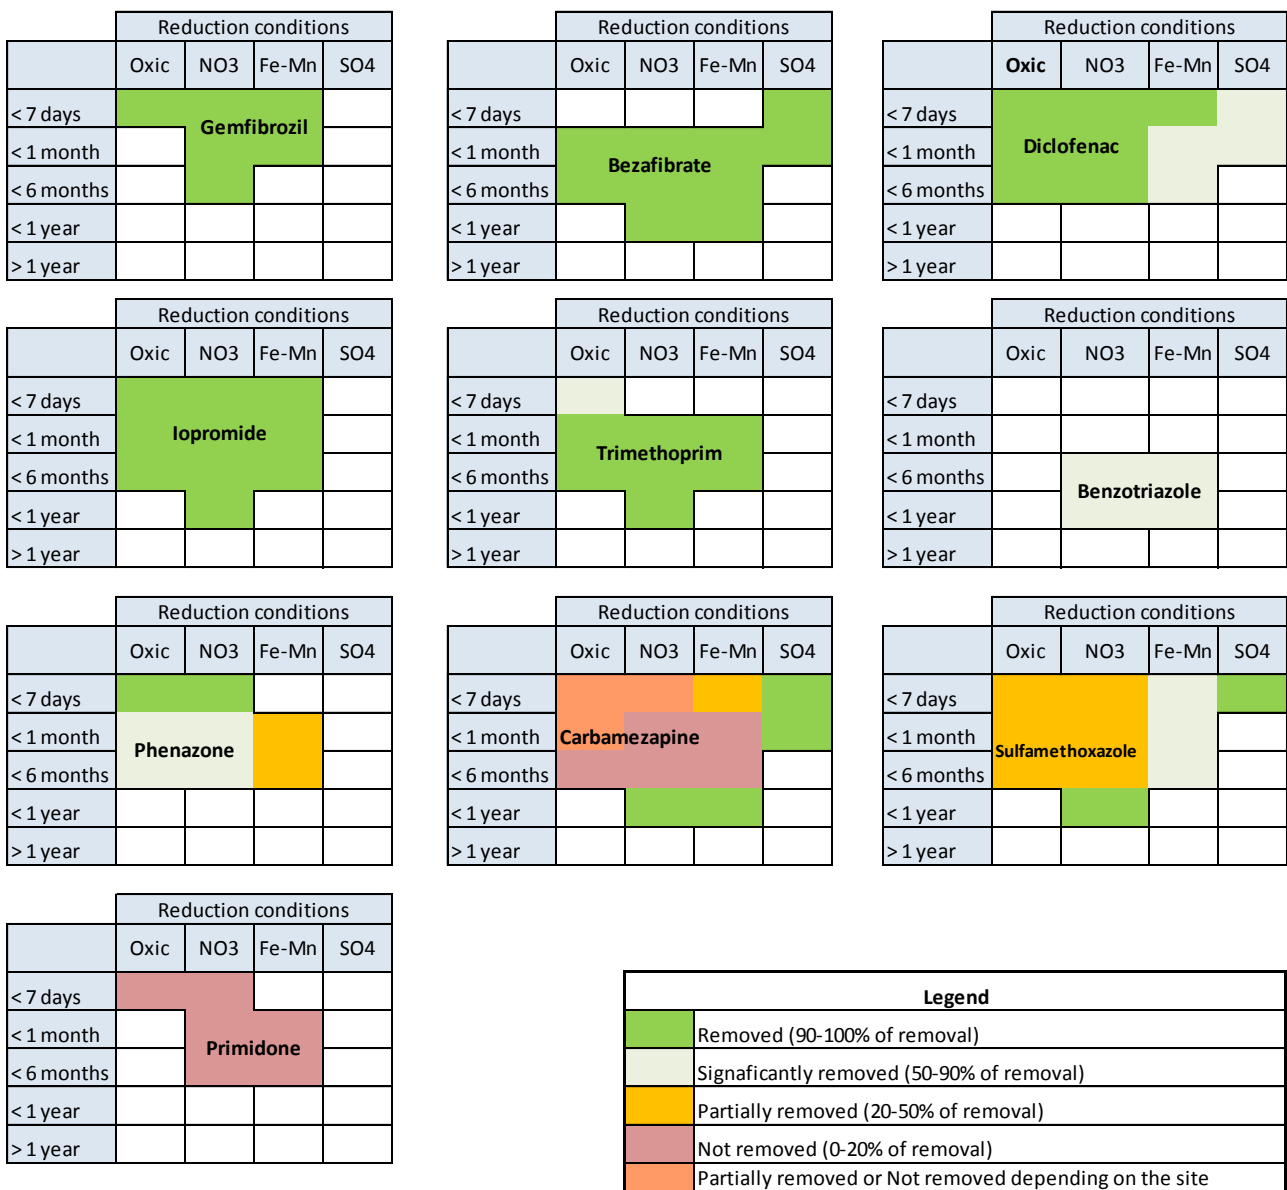 Reduction conditions
Oxic NO3 Fe-Mn SO4
< 7 days
Gemfibrozil
< 1 month
< 6 months
< 1 year
> 1 year
Reduction conditions
Oxic NO3 Fe-Mn SO4
< 7 days
< 1 month
Bezafibrate
< 6 months
< 1 year
> 1 year
Reduction conditions
Oxic NO3 Fe-Mn SO4
< 7 days
< 1 month
Diclofenac
< 6 months
< 1 year
> 1 year
Reduction conditions
Oxic NO3 Fe-Mn SO4
< 7 days
< 1 month
Iopromide
< 6 months
< 1 year
> 1 year
Reduction conditions
Oxic NO3 Fe-Mn SO4
< 7 days
< 1 month
Trimethoprim
< 6 months
< 1 year
> 1 year
Reduction conditions
Oxic NO3 Fe-Mn SO4
< 7 days
< 1 month
< 6 months
Benzotriazole
< 1 year
> 1 year
Reduction conditions
Oxic NO3 Fe-Mn SO4
< 7 days
< 1 month
Phenazone
< 6 months
< 1 year
> 1 year
Reduction conditions
Oxic NO3 Fe-Mn SO4
< 7 days
< 1 month Carbamezapine
< 6 months
< 1 year
> 1 year
Reduction conditions
Oxic NO3 Fe-Mn SO4
< 7 days
< 1 month
Sulfamethoxazole
< 6 months
< 1 year
> 1 year
Reduction conditions
Oxic NO3 Fe-Mn SO4
< 7 days
< 1 month
Primidone
< 6 months
< 1 year
> 1 year
Legend
Removed (90-100% of removal)
Signaficantly removed (50-90% of removal)
Partially removed (20-50% of removal)
Not removed (0-20% of removal)
Partially removed or Not removed depending on the site